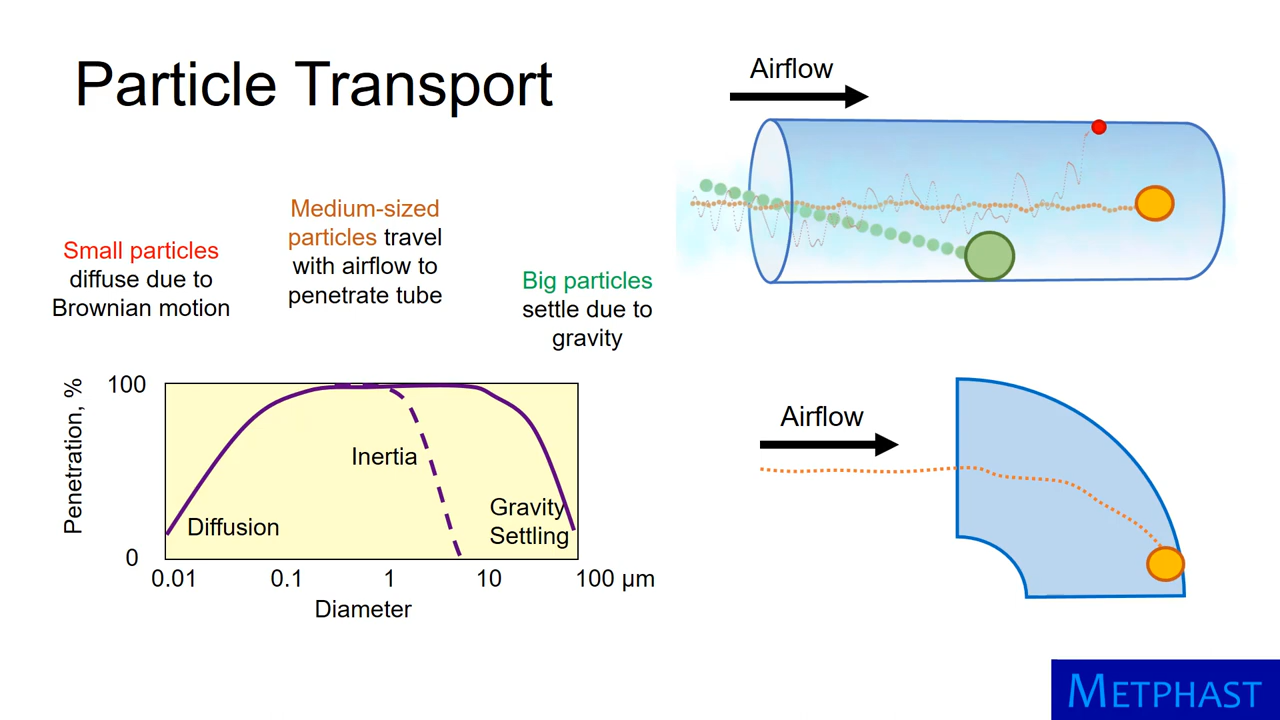 Particle Transport
Airflow
Small particles
diffuse due to
Brownian motion
Medium-sized
particles travel
with airflow to
penetrate tube
Big particles
settle due to
gravity
Penetration, %
100
0
Inertia
Diffusion
Gravity
Settling
0.01 0.1 1 10 100 µm
Diameter
Airflow
METPHAST